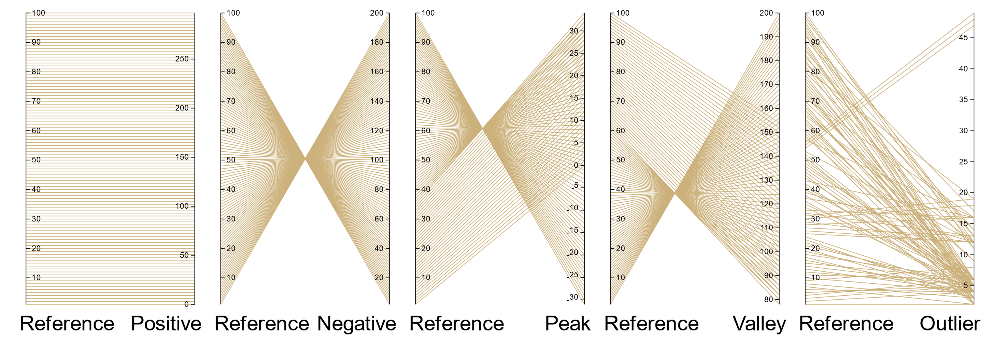 100 100 200 100 100 200 100
30 45
90 90 180 90 90 190 90
250 25 180 40
80 80 160 80 20 80 170
70 70 140 70 15 70 160 70 35
200
60 60 120 60 10 60 150 60 30
5 140
150 50 50 100 50 0 50 25
130
40 40 80 40 -5 40 40 20
100 -10 120
30 30 60 30 30 30 15
-15 110
50 20 20 40 20 -20 20 100 20 10
10 10 20 10 -25 10 90 10
5
0 -30 80
Reference Positive Reference Negative Reference Peak Reference Valley Reference Outlier